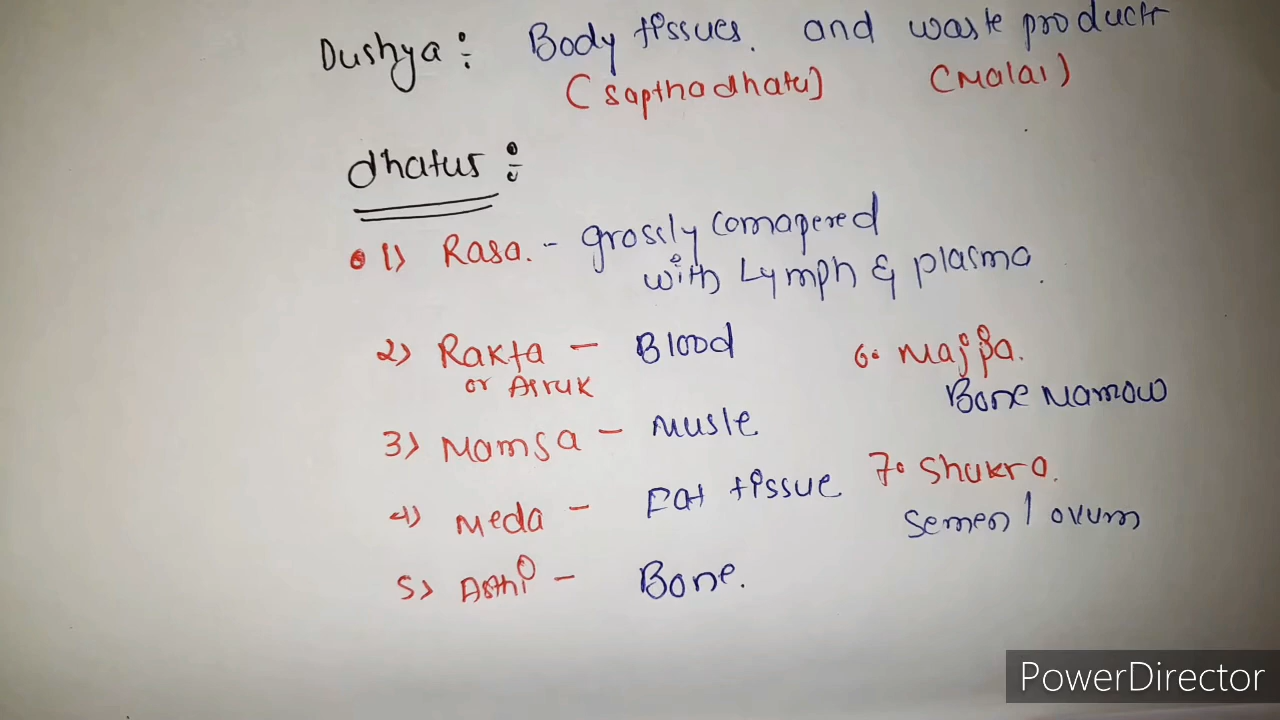 Dushya : Body tissues. and waste product
(sapthadhatu) (Malai)
dhatus :
1) Rasa. - grossly comapered
with Lymph & plasma.
2) Rakta - Blood
or Asruk
3) Mamsa - Musle
4) Meda - Fat tissue
5) Asthi - Bone.
6. Majja.
Bone Marrow
7. Shukra.
Semen / ovum
PowerDirector